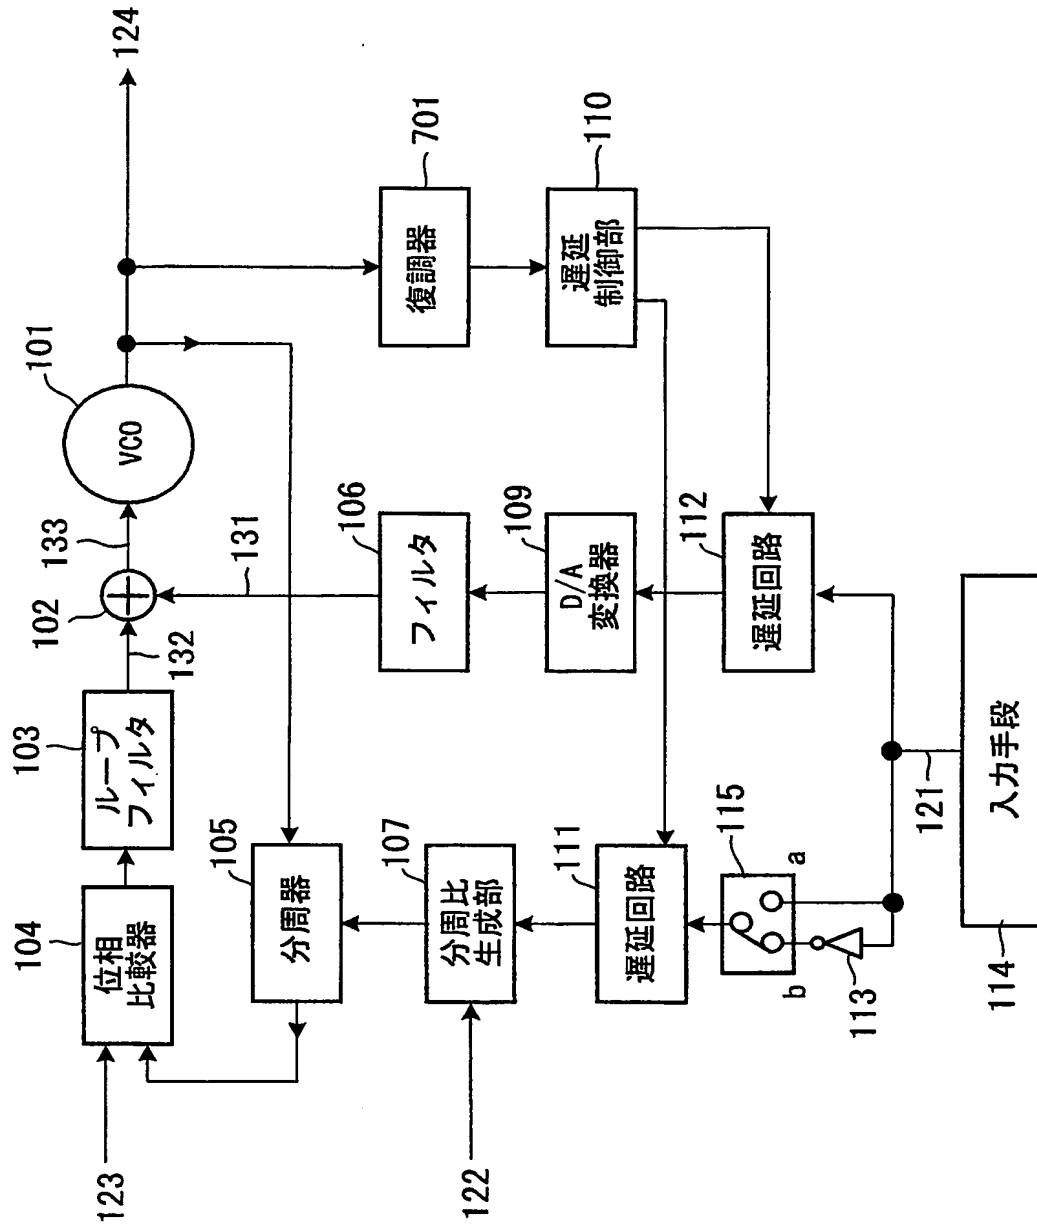 123
104
位相
比較器
103
ループ
フィルタ
132
102
133
101
VCO
124
105
分周器
131
122
107
分周比
生成部
106
フィルタ
701
復調器
111
遅延回路
109
D/A
変換器
110
遅延
制御部
115
a
b
113
112
遅延回路
121
114
入力手段